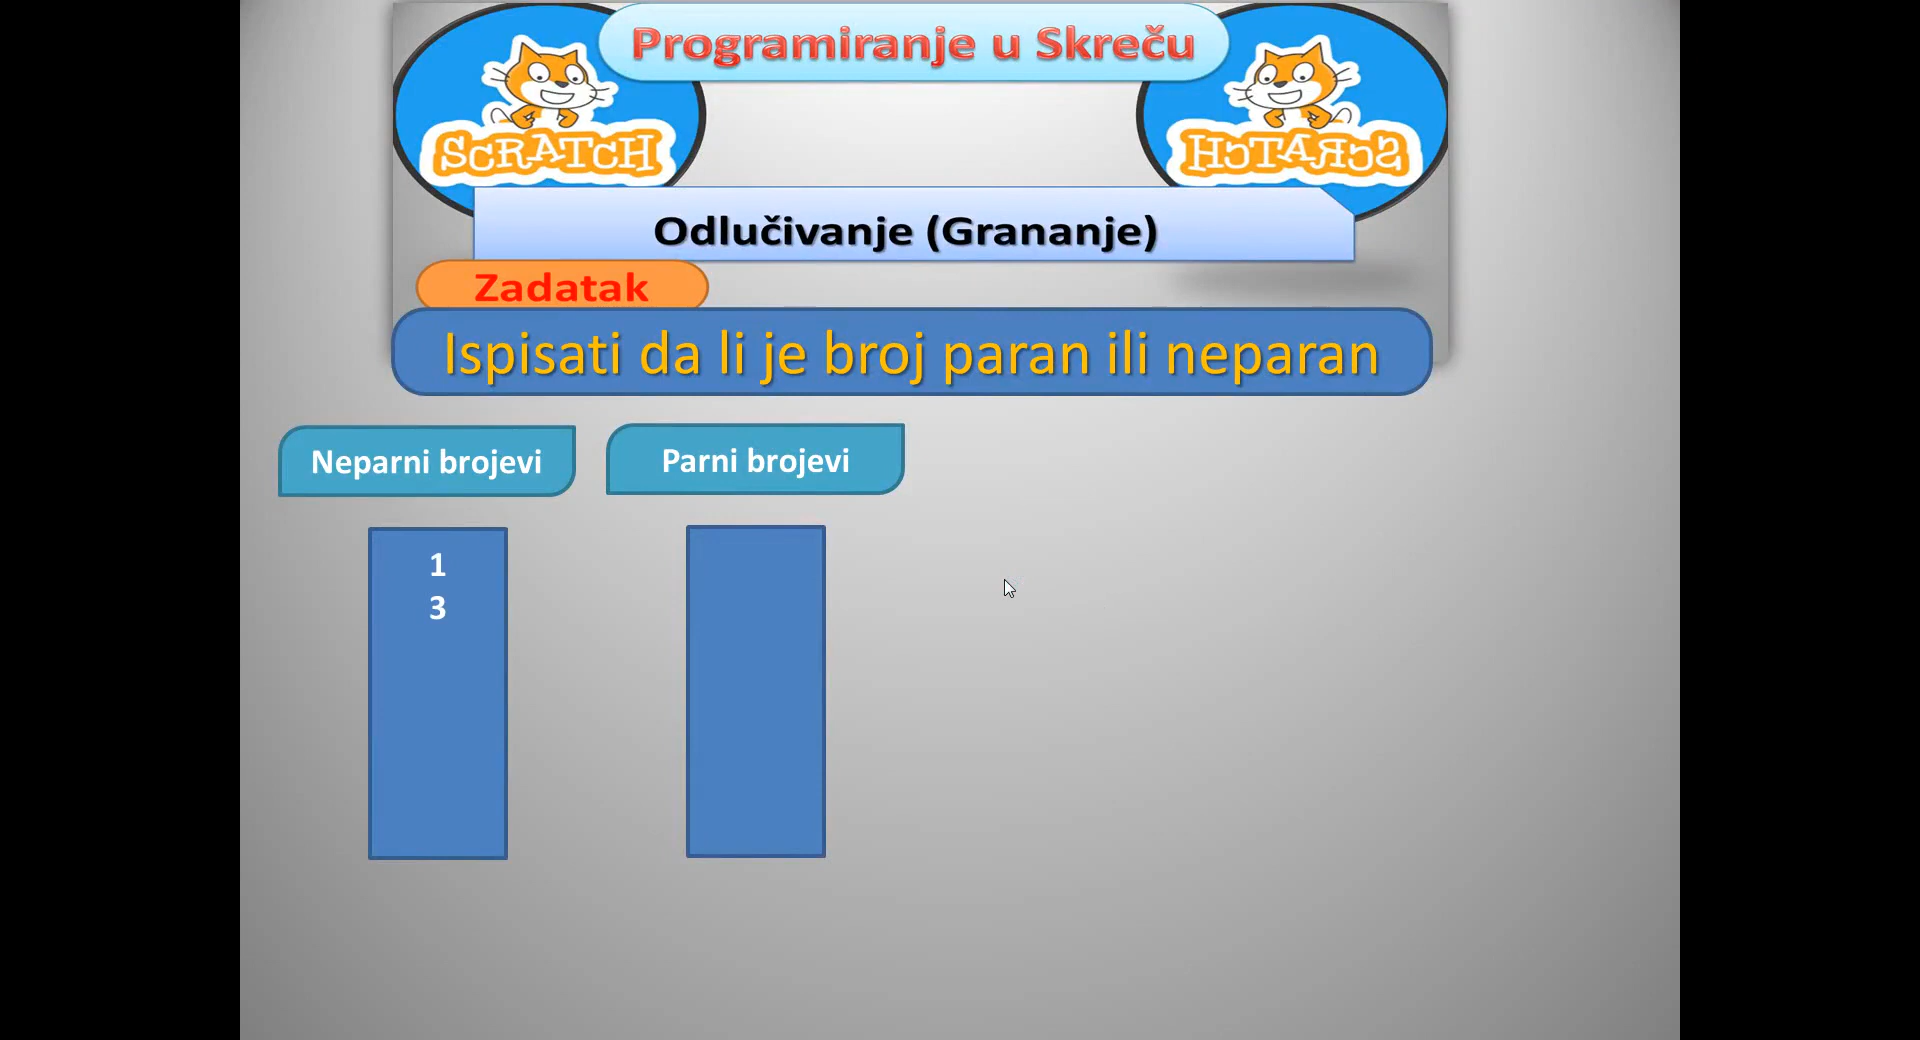 Programiranje u Skreču
SCRATCH
SCRATCH
Odlučivanje (Grananje)
Zadatak
Ispisati da li je broj paran ili neparan
Neparni brojevi
Parni brojevi
1
3